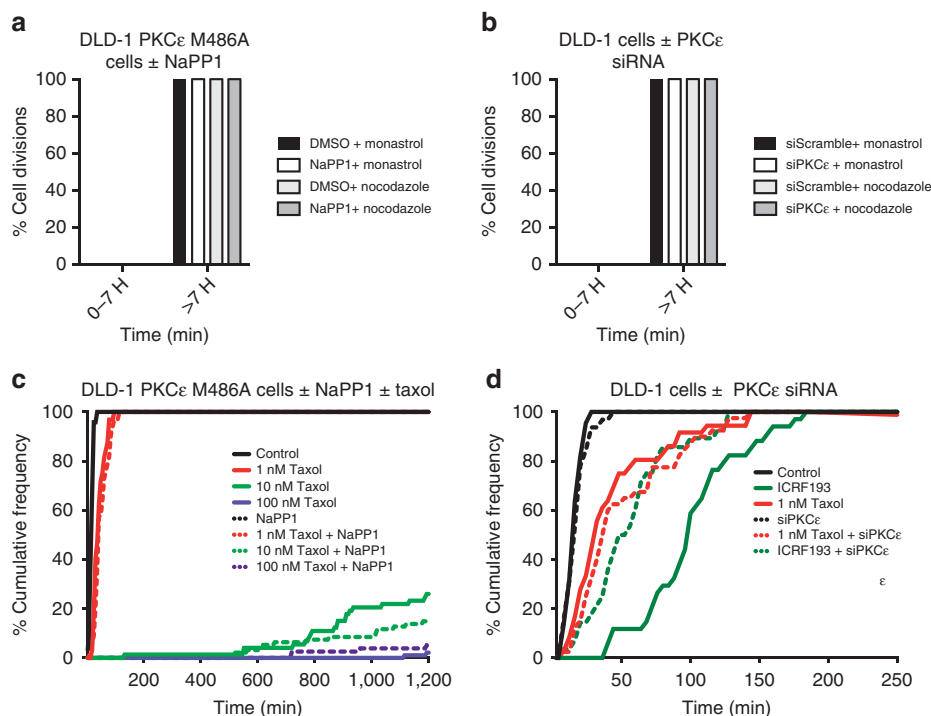 a
DLD-1 PKCε M486A
cells ± NaPP1
% Cell divisions
100
80
60
40
20
0
0–7 H
>7 H
Time (min)
DMSO + monastrol
NaPP1+ monastrol
DMSO+ nocodazole
NaPP1+ nocodazole
b
DLD-1 cells ± PKCε
siRNA
% Cell divisions
100
80
60
40
20
0
0–7 H
>7 H
Time (min)
siScramble+ monastrol
siPKCε + monastrol
siScramble+ nocodazole
siPKCε + nocodazole
c
DLD-1 PKCε M486A cells ± NaPP1 ± taxol
% Cumulative frequency
100
80
60
40
20
0
200
400
600
800
1,000
1,200
Time (min)
Control
1 nM Taxol
10 nM Taxol
100 nM Taxol
NaPP1
1 nM Taxol + NaPP1
10 nM Taxol + NaPP1
100 nM Taxol + NaPP1
d
DLD-1 cells ± PKCε siRNA
% Cumulative frequency
100
80
60
40
20
0
50
100
150
200
250
Time (min)
Control
ICRF193
1 nM Taxol
siPKCε
1 nM Taxol + siPKCε
ICRF193 + siPKCε
ε